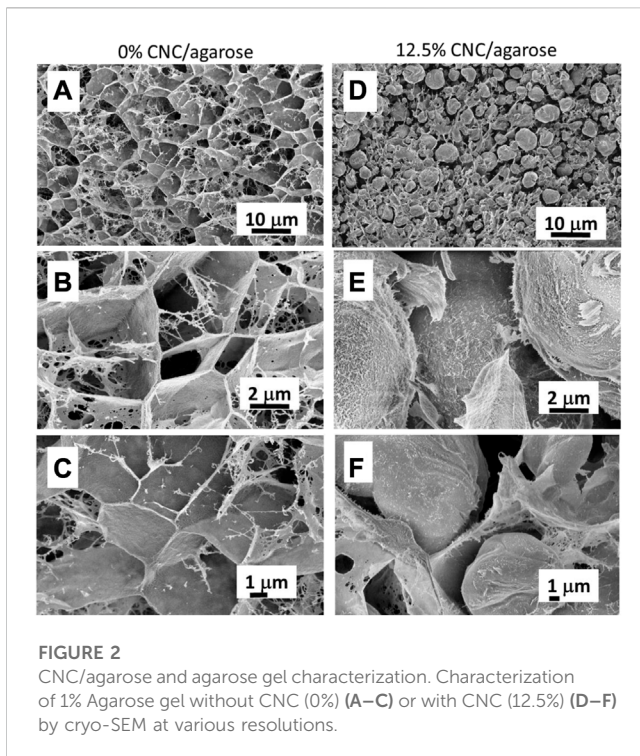 0% CNC/agarose
12.5% CNC/agarose
A
10 μm
D
10 μm
B
2 μm
E
2 μm
C
1 μm
F
1 μm
FIGURE 2
CNC/agarose and agarose gel characterization. Characterization
of 1% Agarose gel without CNC (0%) (A–C) or with CNC (12.5%) (D–F)
by cryo-SEM at various resolutions.